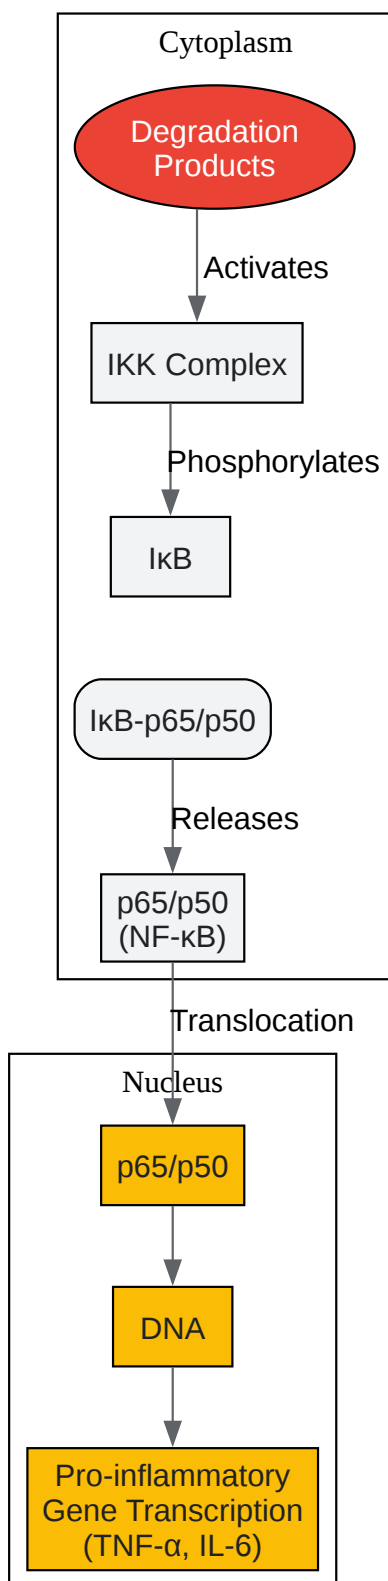 Cytoplasm
Degradation
Products
Activates
IKK Complex
Phosphorylates
IκB
IκB-p65/p50
Releases
p65/p50
(NF-κB)
Translocation
Nucleus
p65/p50
DNA
Pro-inflammatory
Gene Transcription
(TNF-α, IL-6)